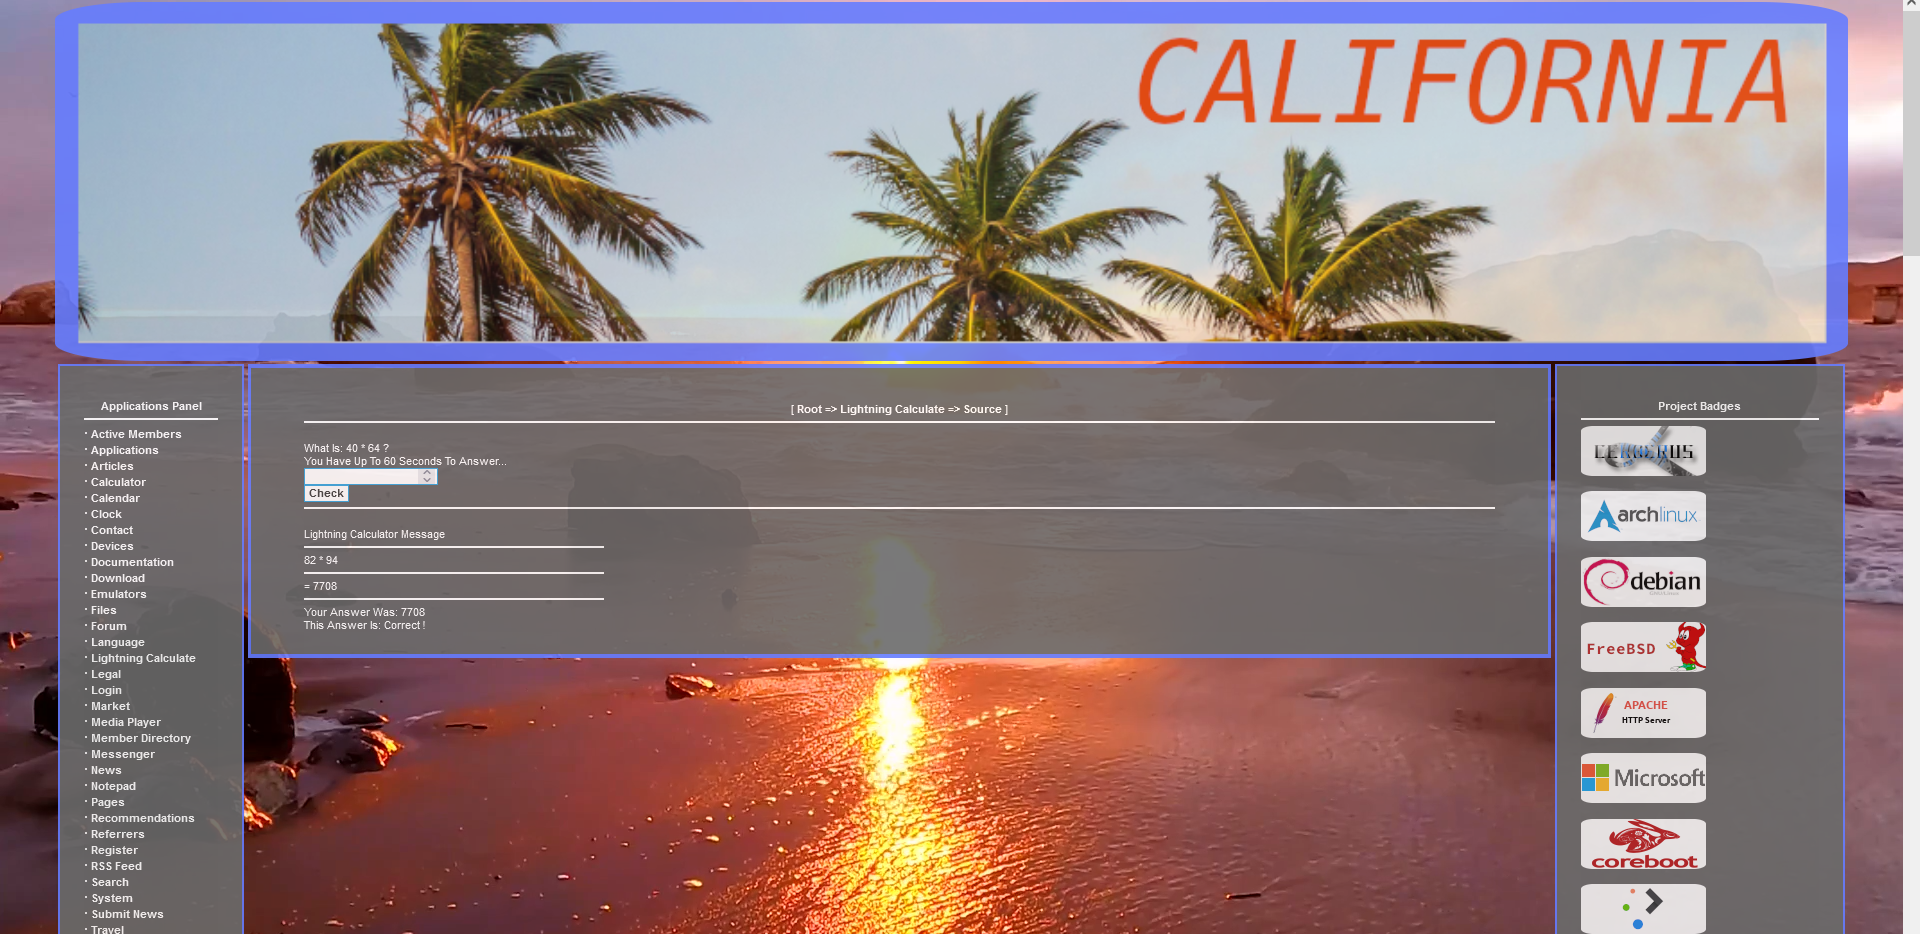 CALIFORNIA
Applications Panel
· Active Members
· Applications
· Articles
· Calculator
· Calendar
· Clock
· Contact
· Devices
· Documentation
· Download
· Emulators
· Files
· Forum
· Language
· Lightning Calculate
· Legal
· Login
· Market
· Media Player
· Member Directory
· Messenger
· News
· Notepad
· Pages
· Recommendations
· Referrers
· Register
· RSS Feed
· Search
· System
· Submit News
· Travel
[ Root => Lightning Calculate => Source ]
What Is: 40 * 64 ?
You Have Up To 60 Seconds To Answer...
Check
Lightning Calculator Message
82 * 94
= 7708
Your Answer Was: 7708
This Answer Is: Correct !
Project Badges
CERBERUS
archlinux
debian
FreeBSD
APACHE
HTTP Server
Microsoft
coreboot